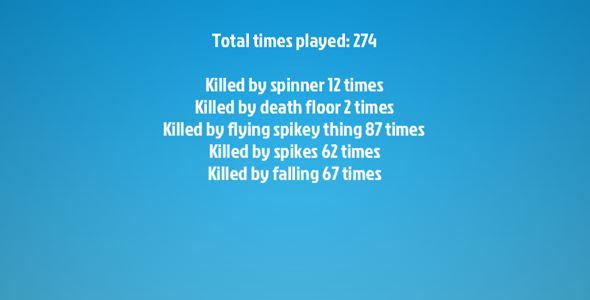 Total times played: 274
Killed by spinner 12 times
Killed by death floor 2 times
Killed by flying spikey thing 87 times
Killed by spikes 62 times
Killed by falling 67 times